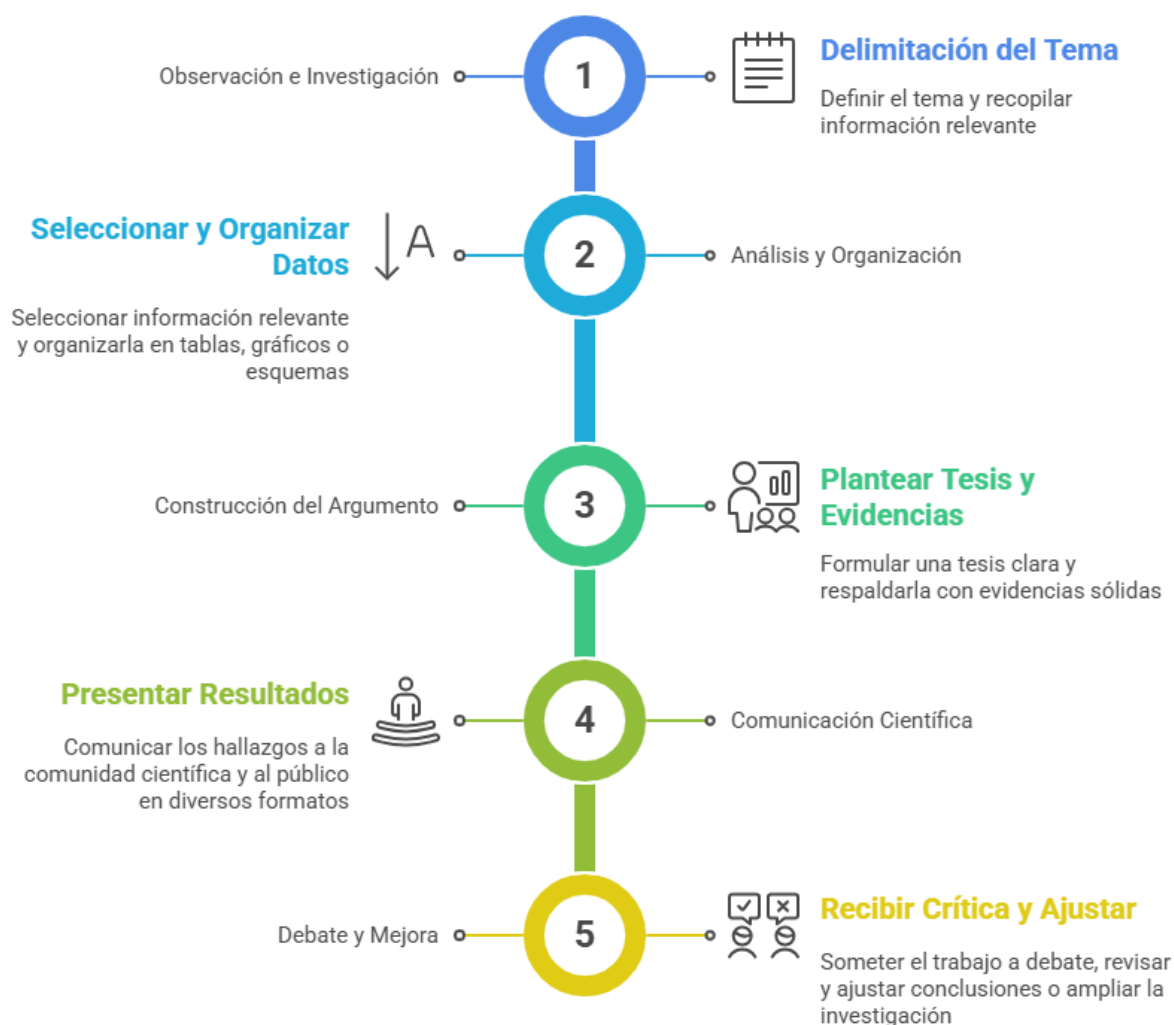 Observación e Investigación
1
Delimitación del Tema
Definir el tema y recopilar
información relevante
Seleccionar y Organizar
Datos
A
Seleccionar información relevante
y organizarla en tablas, gráficos o
esquemas
2
Análisis y Organización
Construcción del Argumento
3
Plantear Tesis y
Evidencias
Formular una tesis clara y
respaldarla con evidencias sólidas
Presentar Resultados
Comunicar los hallazgos a la
comunidad científica y al público
en diversos formatos
4
Comunicación Científica
Debate y Mejora
5
Recibir Crítica y Ajustar
Someter el trabajo a debate, revisar
y ajustar conclusiones o ampliar la
investigación